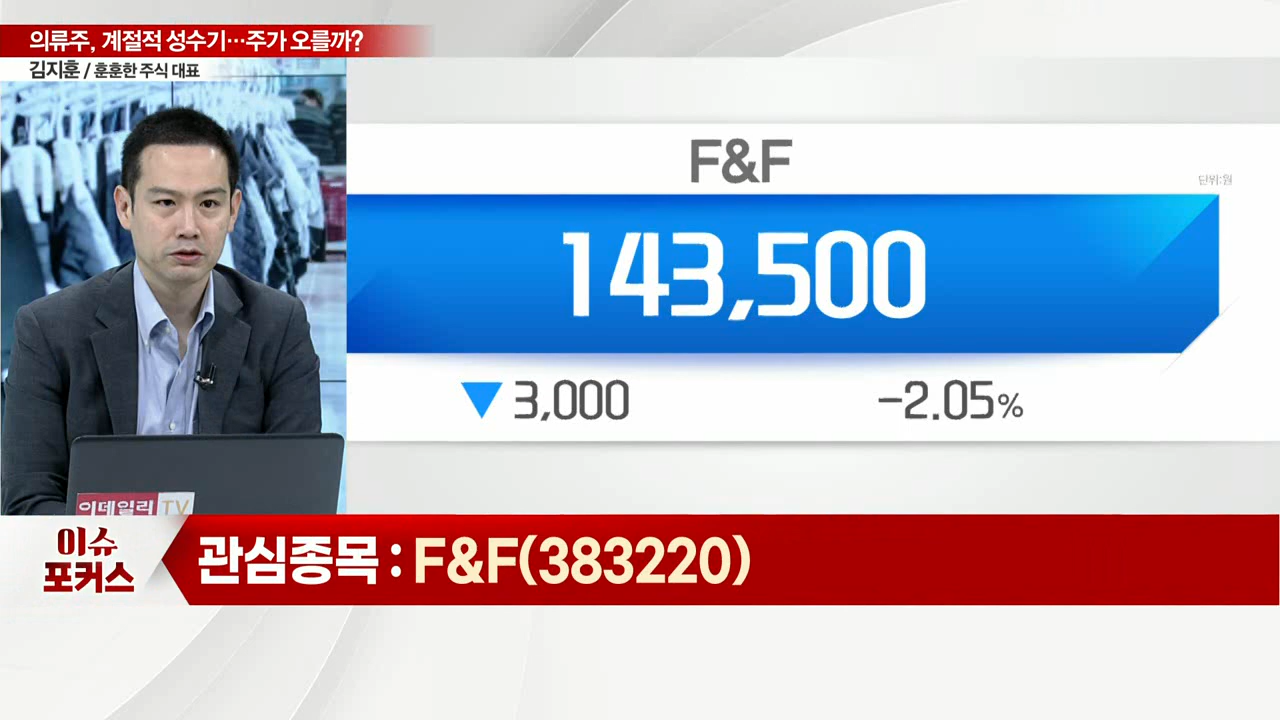 의류주, 계절적 성수기…주가 오를까?
김지훈 / 훈훈한 주식 대표
F&F
단위:원
143,500
▼ 3,000 -2.05%
이데일리 TV
이슈
포커스
관심종목 : F&F(383220)